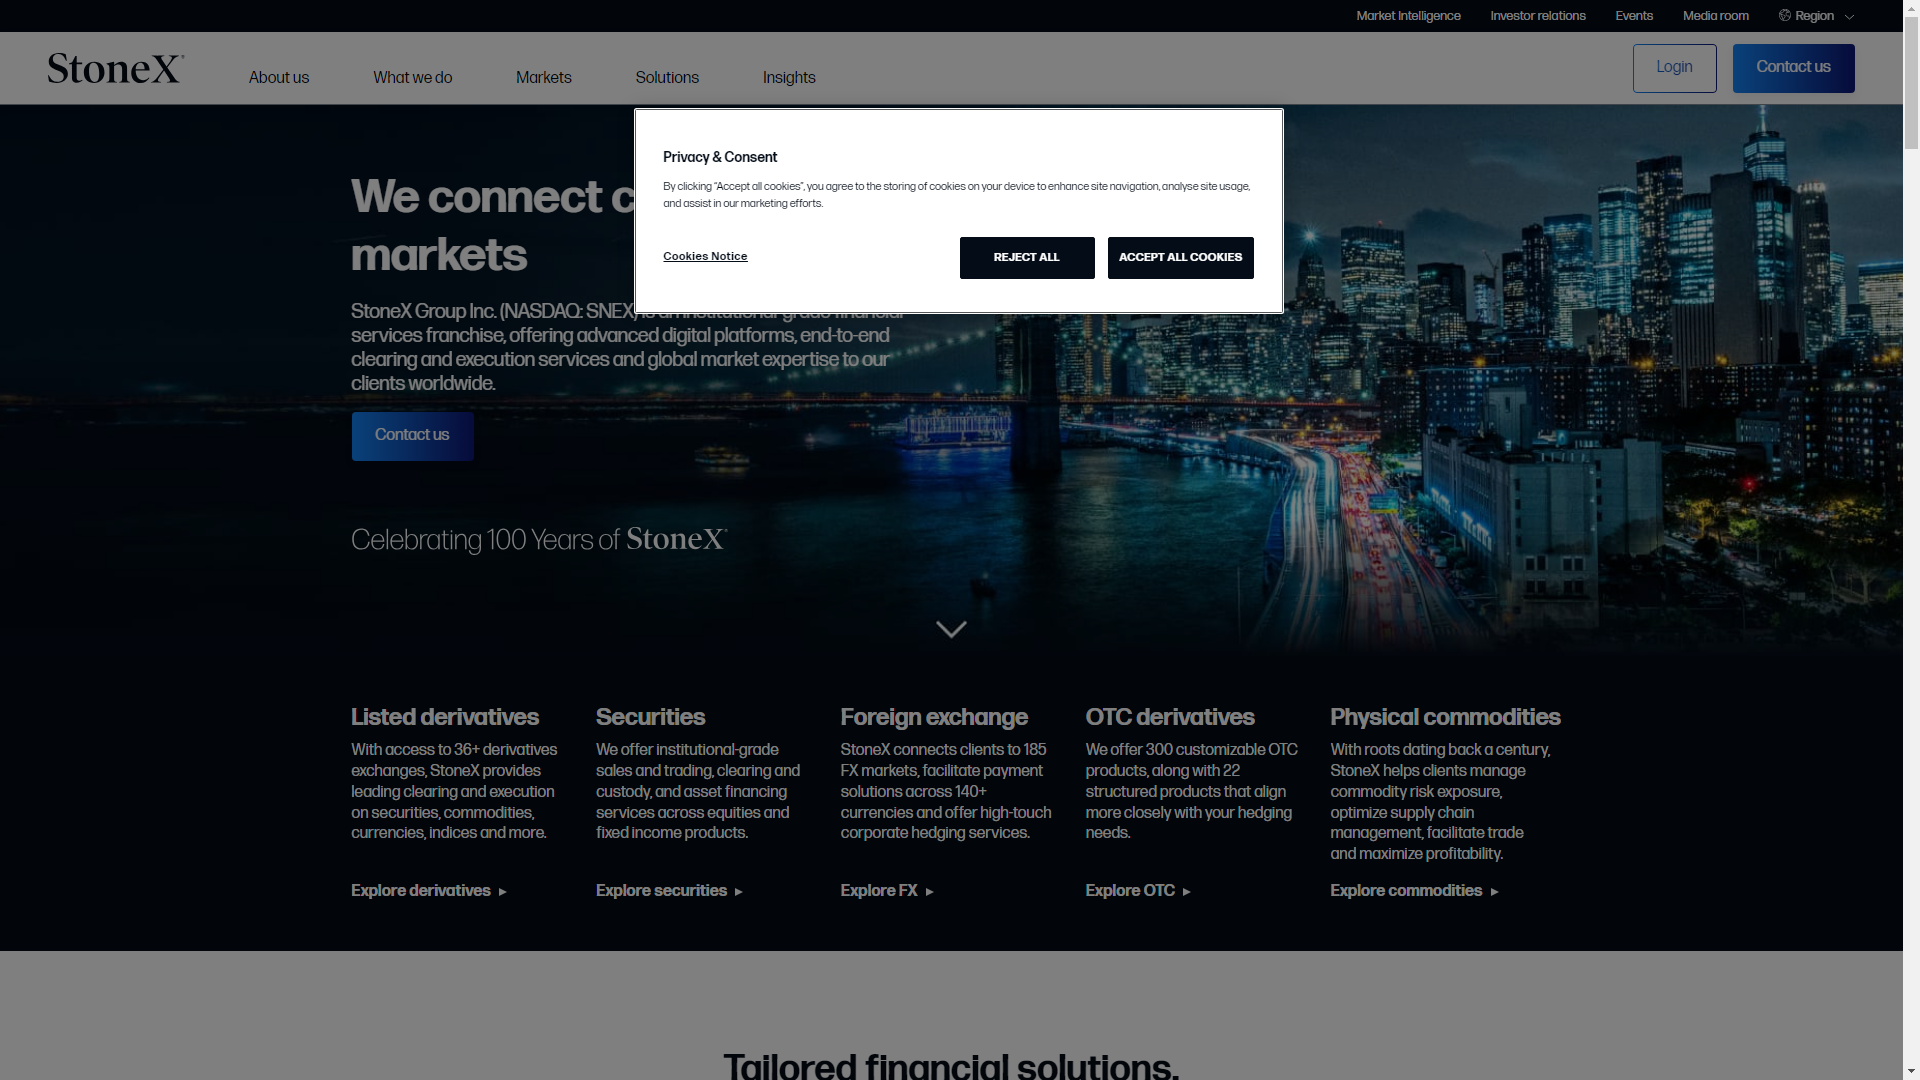 Market Intelligence
Investor relations
Events
Media room
Region
StoneX
About us
What we do
Markets
Solutions
Insights
Login
Contact us
Privacy & Consent
By clicking “Accept all cookies”, you agree to the storing of cookies on your device to enhance site navigation, analyse site usage,
and assist in our marketing efforts.
Cookies Notice
REJECT ALL
ACCEPT ALL COOKIES
We connect
markets
StoneX Group Inc. (NASDAQ: SNEX) is an institutional-grade financial
services franchise, offering advanced digital platforms, end-to-end
clearing and execution services and global market expertise to our
clients worldwide.
Contact us
Celebrating 100 Years of StoneX
Listed derivatives
With access to 36+ derivatives
exchanges, StoneX provides
leading clearing and execution
on securities, commodities,
currencies, indices and more.
Explore derivatives
Securities
We offer institutional-grade
sales and trading, clearing and
custody, and asset financing
services across equities and
fixed income products.
Explore securities
Foreign exchange
StoneX connects clients to 185
FX markets, facilitate payment
solutions across 140+
currencies and offer high-touch
corporate hedging services.
Explore FX
OTC derivatives
We offer 300 customizable OTC
products, along with 22
structured products that align
more closely with your hedging
needs.
Explore OTC
Physical commodities
With roots dating back a century,
StoneX helps clients manage
commodity risk exposure,
optimize supply chain
management, facilitate trade
and maximize profitability.
Explore commodities
Tailored financial solutions.